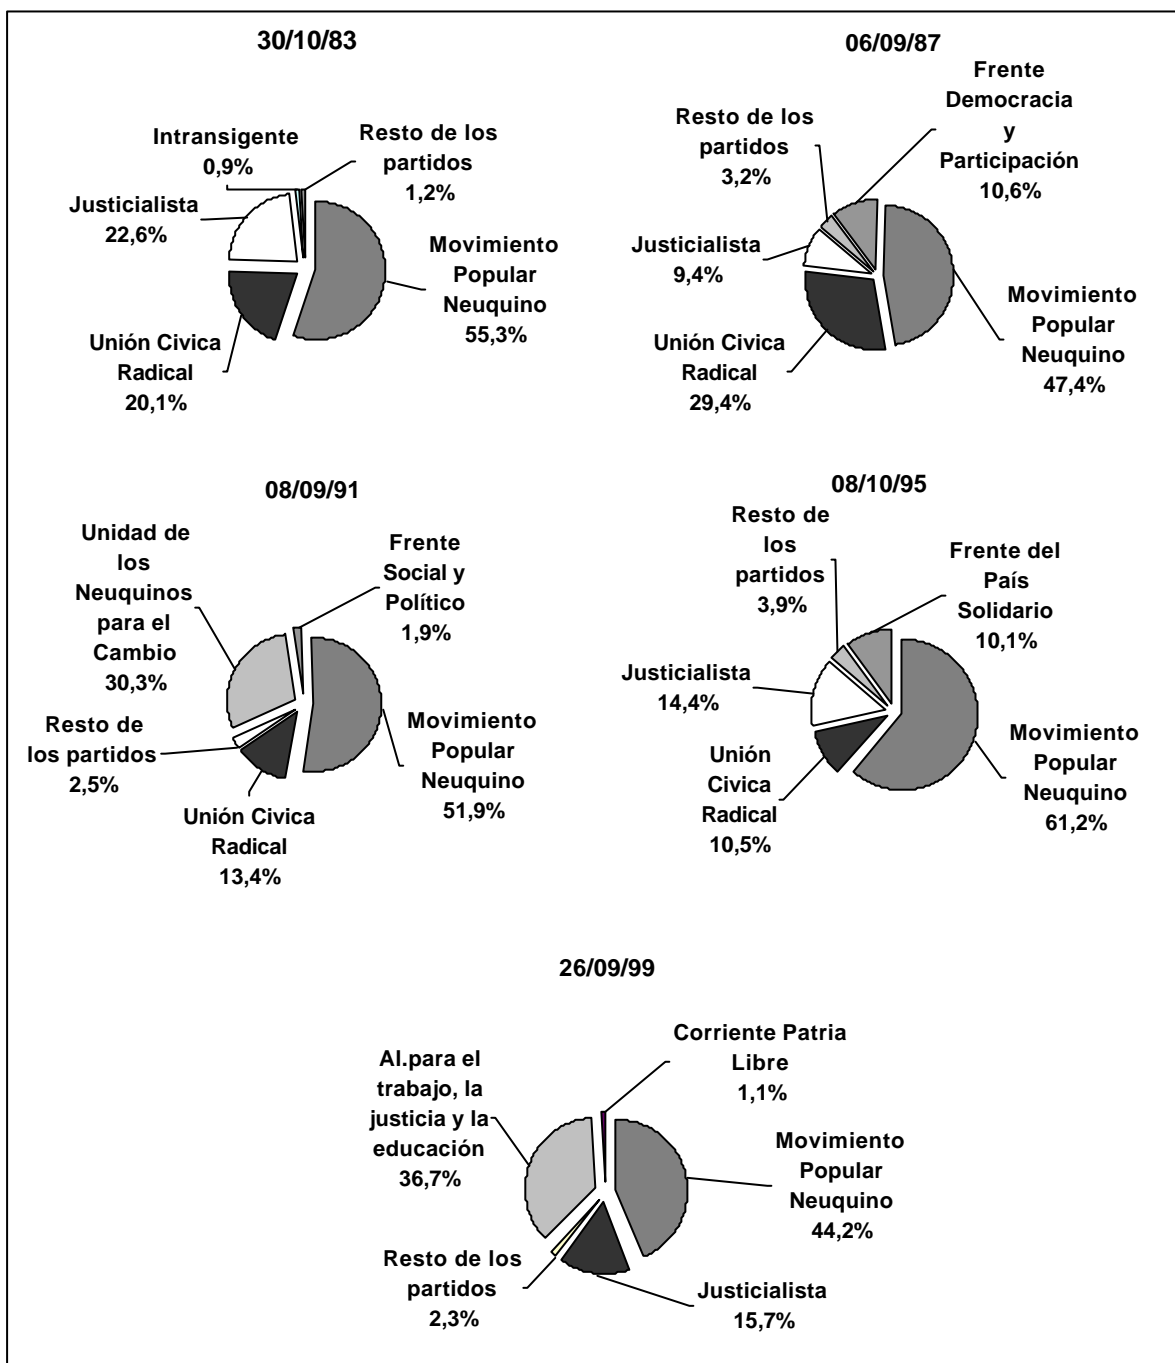 30/10/83
Intransigente
0,9%
Resto de los
partidos
1,2%
Justicialista
22,6%
Movimiento
Popular
Neuquino
55,3%
Unión Civica
Radical
20,1%
06/09/87
Frente
Democracia
y
Participación
10,6%
Resto de los
partidos
3,2%
Justicialista
9,4%
Movimiento
Popular
Neuquino
47,4%
Unión Civica
Radical
29,4%
08/09/91
Unidad de
los
Neuquinos
para el
Cambio
30,3%
Frente
Social y
Político
1,9%
Resto de
los partidos
2,5%
Movimiento
Popular
Neuquino
51,9%
Unión Civica
Radical
13,4%
08/10/95
Resto de
los
partidos
3,9%
Frente del
País
Solidario
10,1%
Justicialista
14,4%
Unión
Civica
Radical
10,5%
Movimiento
Popular
Neuquino
61,2%
26/09/99
Corriente Patria
Libre
1,1%
Al.para el
trabajo, la
justicia y la
educación
36,7%
Movimiento
Popular
Neuquino
44,2%
Resto de los
partidos
2,3%
Justicialista
15,7%